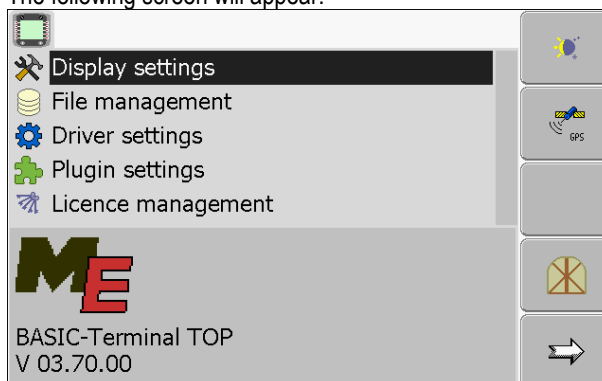 The following screen will appear:
Display settings
File management
Driver settings
Plugin settings
Licence management
GPS
ME
BASIC-Terminal TOP
V 03.70.00